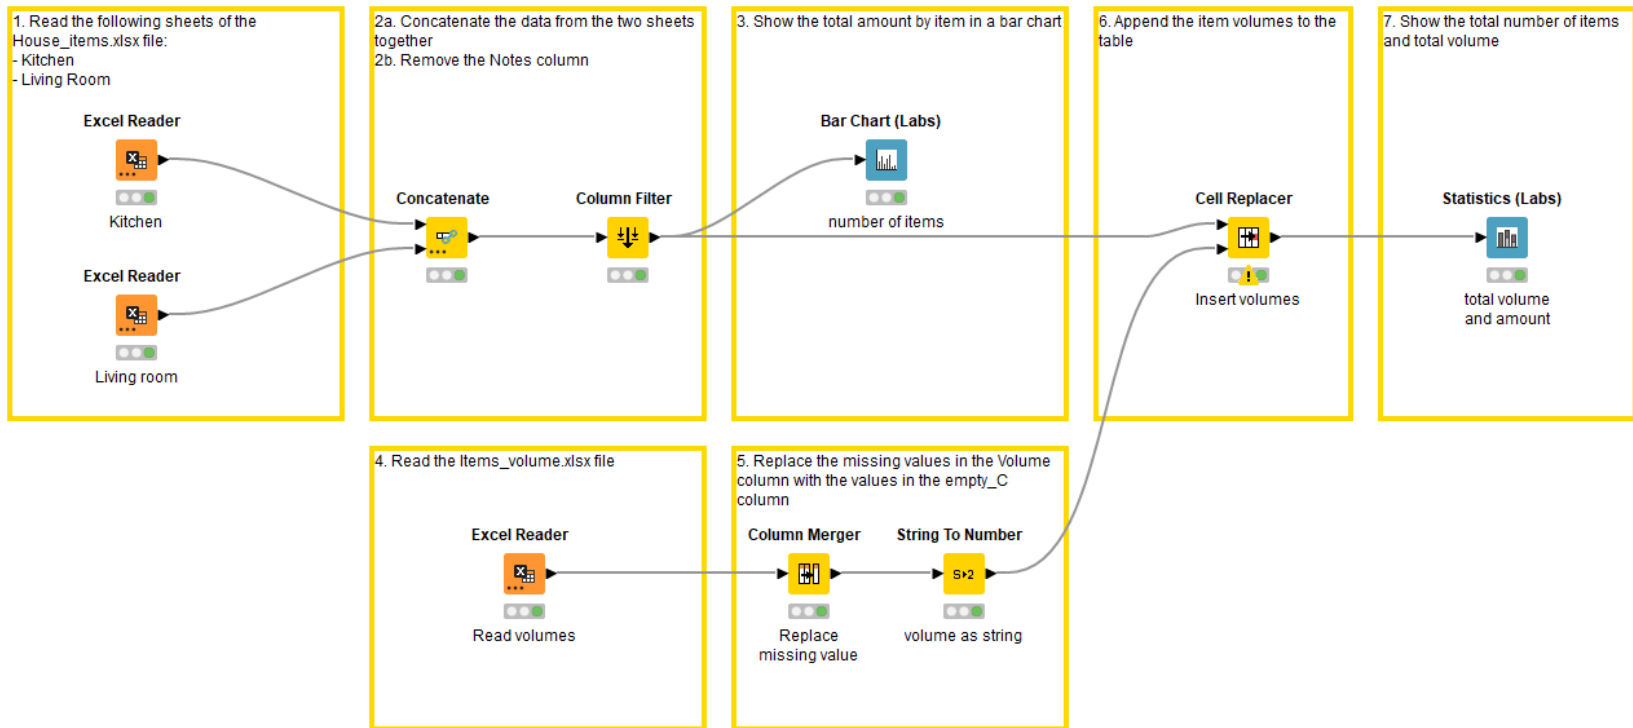 1. Read the following sheets of the
House_items.xlsx file:
- Kitchen
- Living Room
Excel Reader
Kitchen
Excel Reader
Living room
2a. Concatenate the data from the two sheets
together
2b. Remove the Notes column
Concatenate
Column Filter
3. Show the total amount by item in a bar chart
Bar Chart (Labs)
number of items
6. Append the item volumes to the
table
Cell Replacer
Insert volumes
7. Show the total number of items
and total volume
Statistics (Labs)
total volume
and amount
4. Read the Items_volume.xlsx file
Excel Reader
Read volumes
5. Replace the missing values in the Volume
column with the values in the empty_C
column
Column Merger
Replace
missing value
String To Number
S▸2
volume as string